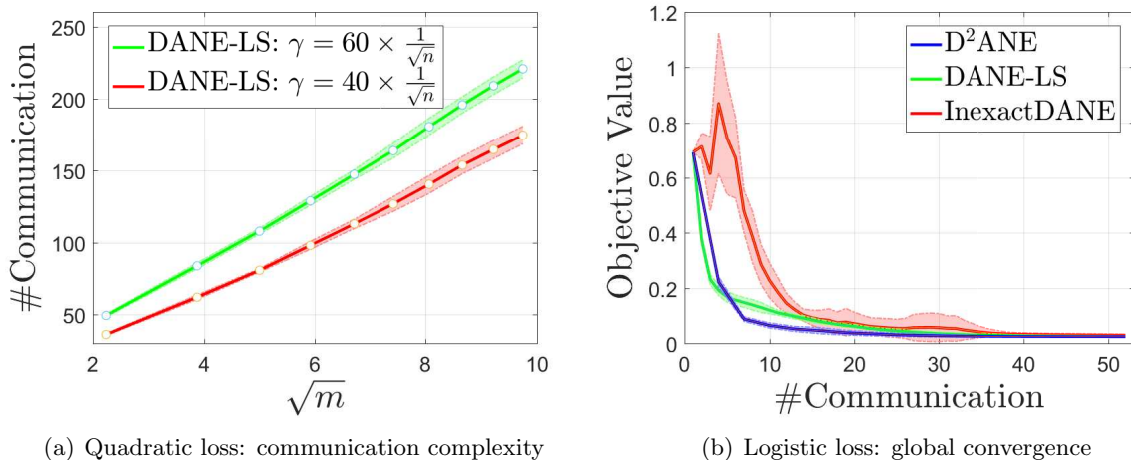 260
200
150
100
50
#Communication
DANE-LS: γ = 60 × 1/√n
DANE-LS: γ = 40 × 1/√n
2 4 6 8 10
√m
(a) Quadratic loss: communication complexity
1.2
1
0.8
0.6
0.4
0.2
0
Objective Value
D²ANE
DANE-LS
InexactDANE
0 10 20 30 40 50
#Communication
(b) Logistic loss: global convergence